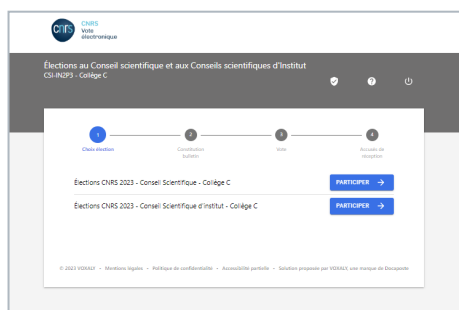 cnrs
CNRS
Vote
électronique
Élections au Conseil scientifique et aux Conseils scientifiques d'Institut
CSI-IN2P3 - Collège C
1
2
3
4
Choix élection
Constitution
bulletin
Vote
Accusés de
réception
Élections CNRS 2023 - Conseil Scientifique - Collège C
PARTICIPER →
Élections CNRS 2023 - Conseil Scientifique d'institut - Collège C
PARTICIPER →
© 2023 VOXALY - Mentions légales - Politique de confidentialité - Accessibilité partielle - Solution proposée par VOXALY, une marque de Docaposte